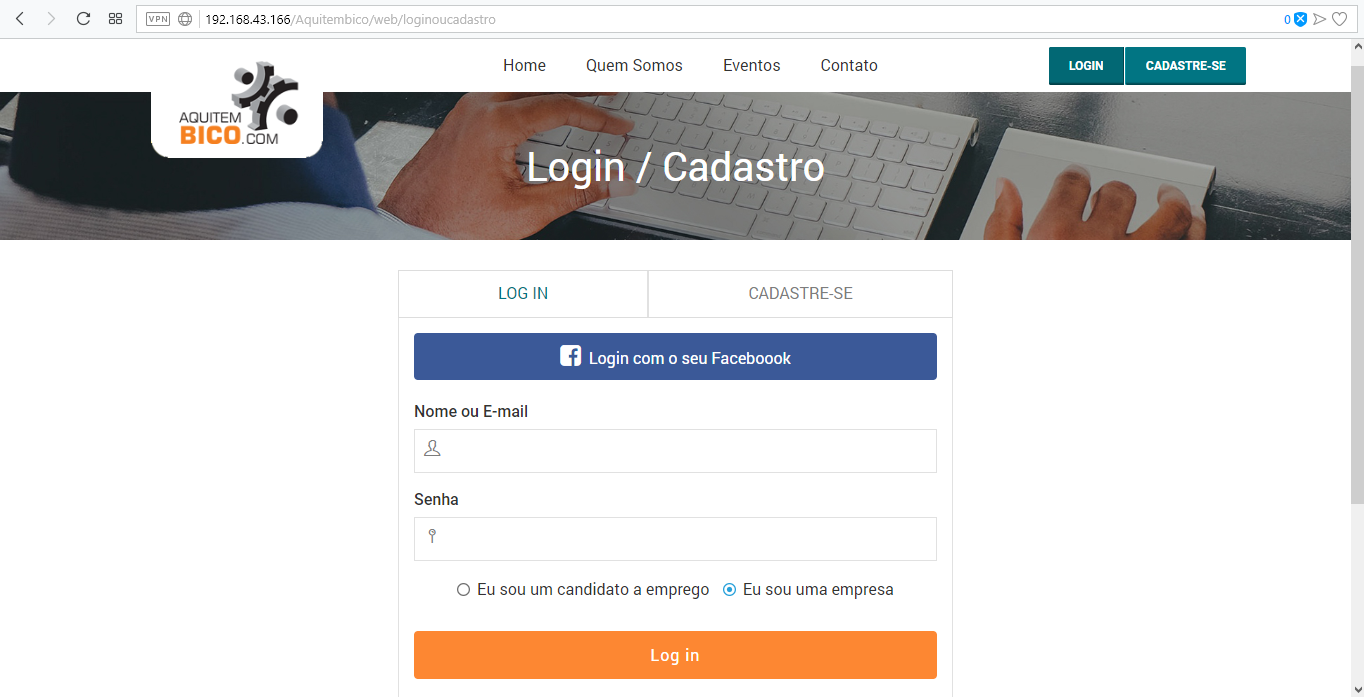 VPN 192.168.43.166/Aquitembico/web/loginoucadastro 0
Home Quem Somos Eventos Contato LOGIN CADASTRE-SE
AQUITEM
BICO.COM
Login / Cadastro
LOG IN CADASTRE-SE
Login com o seu Faceboook
Nome ou E-mail
Senha
Eu sou um candidato a emprego Eu sou uma empresa
Log in